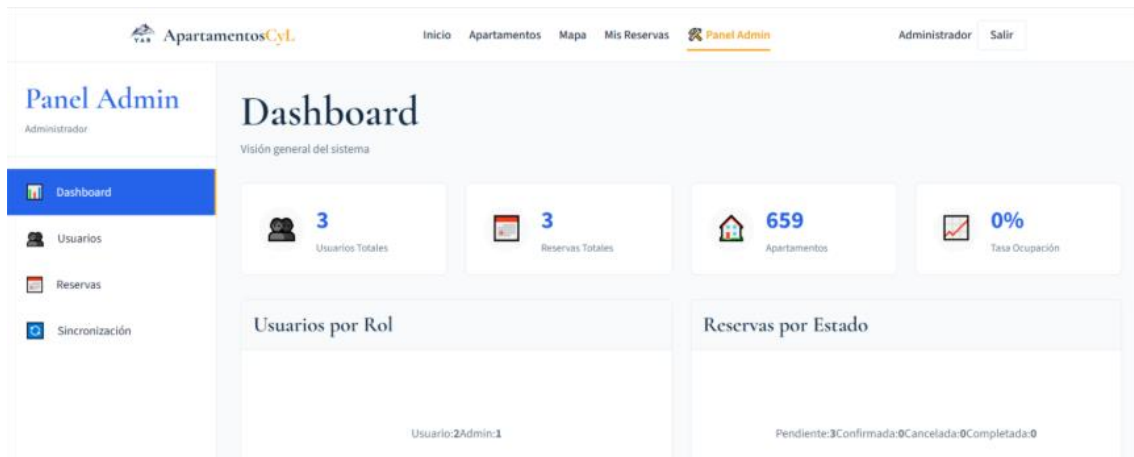 YAR ApartamentosCyL
Inicio Apartamentos Mapa Mis Reservas Panel Admin Administrador Salir
Panel Admin
Administrador
Dashboard
Usuarios
Reservas
Sincronización
Dashboard
Visión general del sistema
3
Usuarios Totales
3
Reservas Totales
659
Apartamentos
0%
Tasa Ocupación
Usuarios por Rol
Usuario:2Admin:1
Reservas por Estado
Pendiente:3Confirmada:0Cancelada:0Completada:0